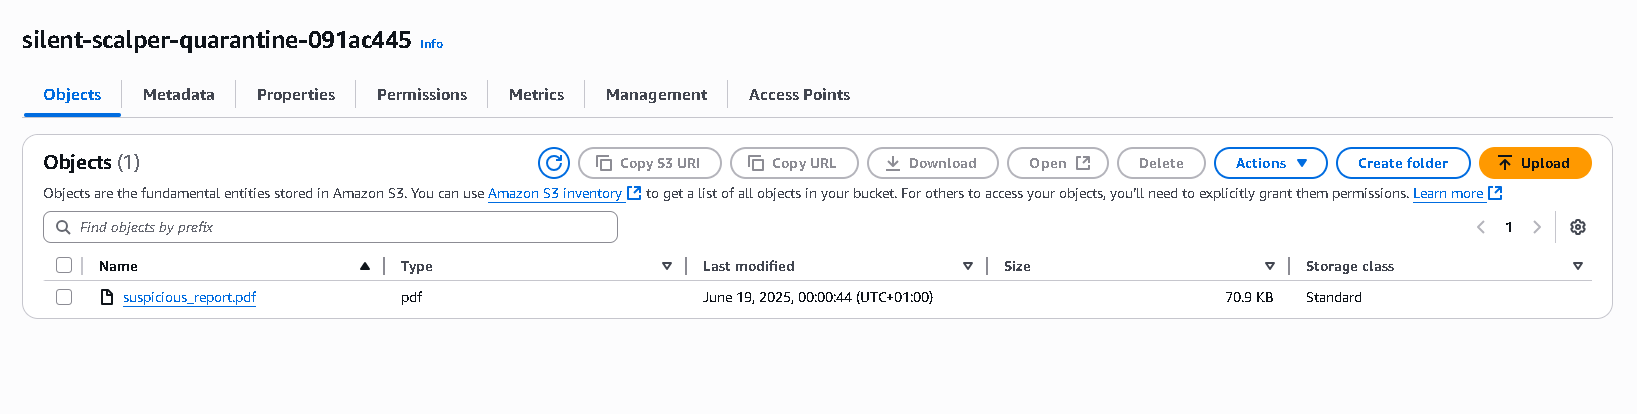 silent-scalper-quarantine-091ac445 Info
Objects Metadata Properties Permissions Metrics Management Access Points
Objects (1) Copy S3 URI Copy URL Download Open Delete Actions Create folder Upload
Objects are the fundamental entities stored in Amazon S3. You can use Amazon S3 inventory to get a list of all objects in your bucket. For others to access your objects, you'll need to explicitly grant them permissions. Learn more
Find objects by prefix 1
Name Type Last modified Size Storage class
suspicious_report.pdf pdf June 19, 2025, 00:00:44 (UTC+01:00) 70.9 KB Standard